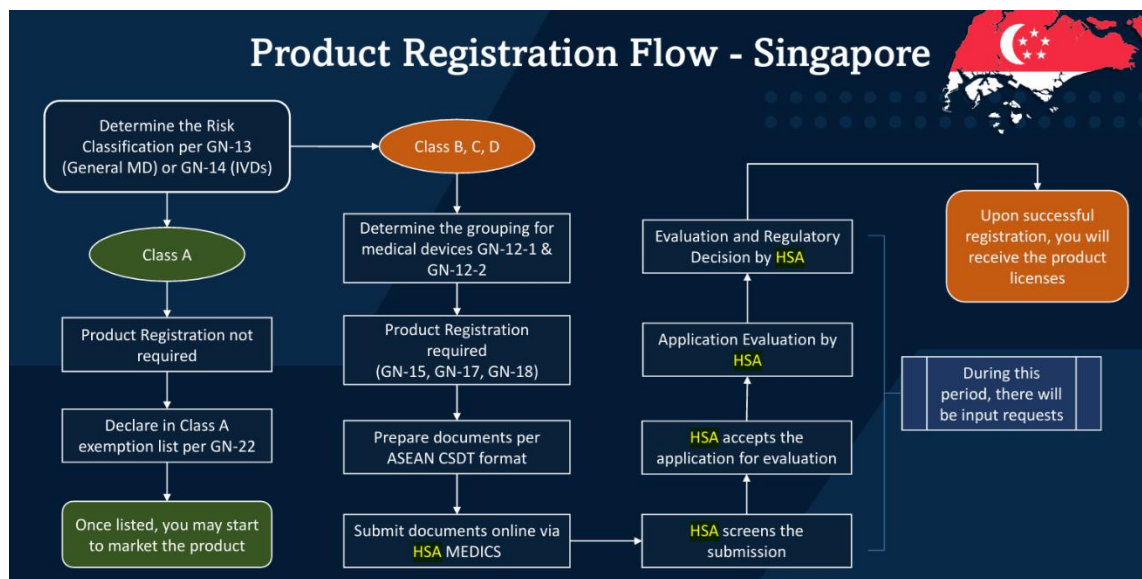 Product Registration Flow - Singapore
Determine the Risk
Classification per GN-13
(General MD) or GN-14 (IVDs)
Class A
Product Registration not
required
Declare in Class A
exemption list per GN-22
Once listed, you may start
to market the product
Class B, C, D
Determine the grouping for
medical devices GN-12-1 &
GN-12-2
Product Registration
required
(GN-15, GN-17, GN-18)
Prepare documents per
ASEAN CSDT format
Submit documents online via
HSA MEDICS
HSA screens the
submission
HSA accepts the
application for evaluation
Application Evaluation by
HSA
Evaluation and Regulatory
Decision by HSA
Upon successful
registration, you will
receive the product
licenses
During this
period, there will
be input requests